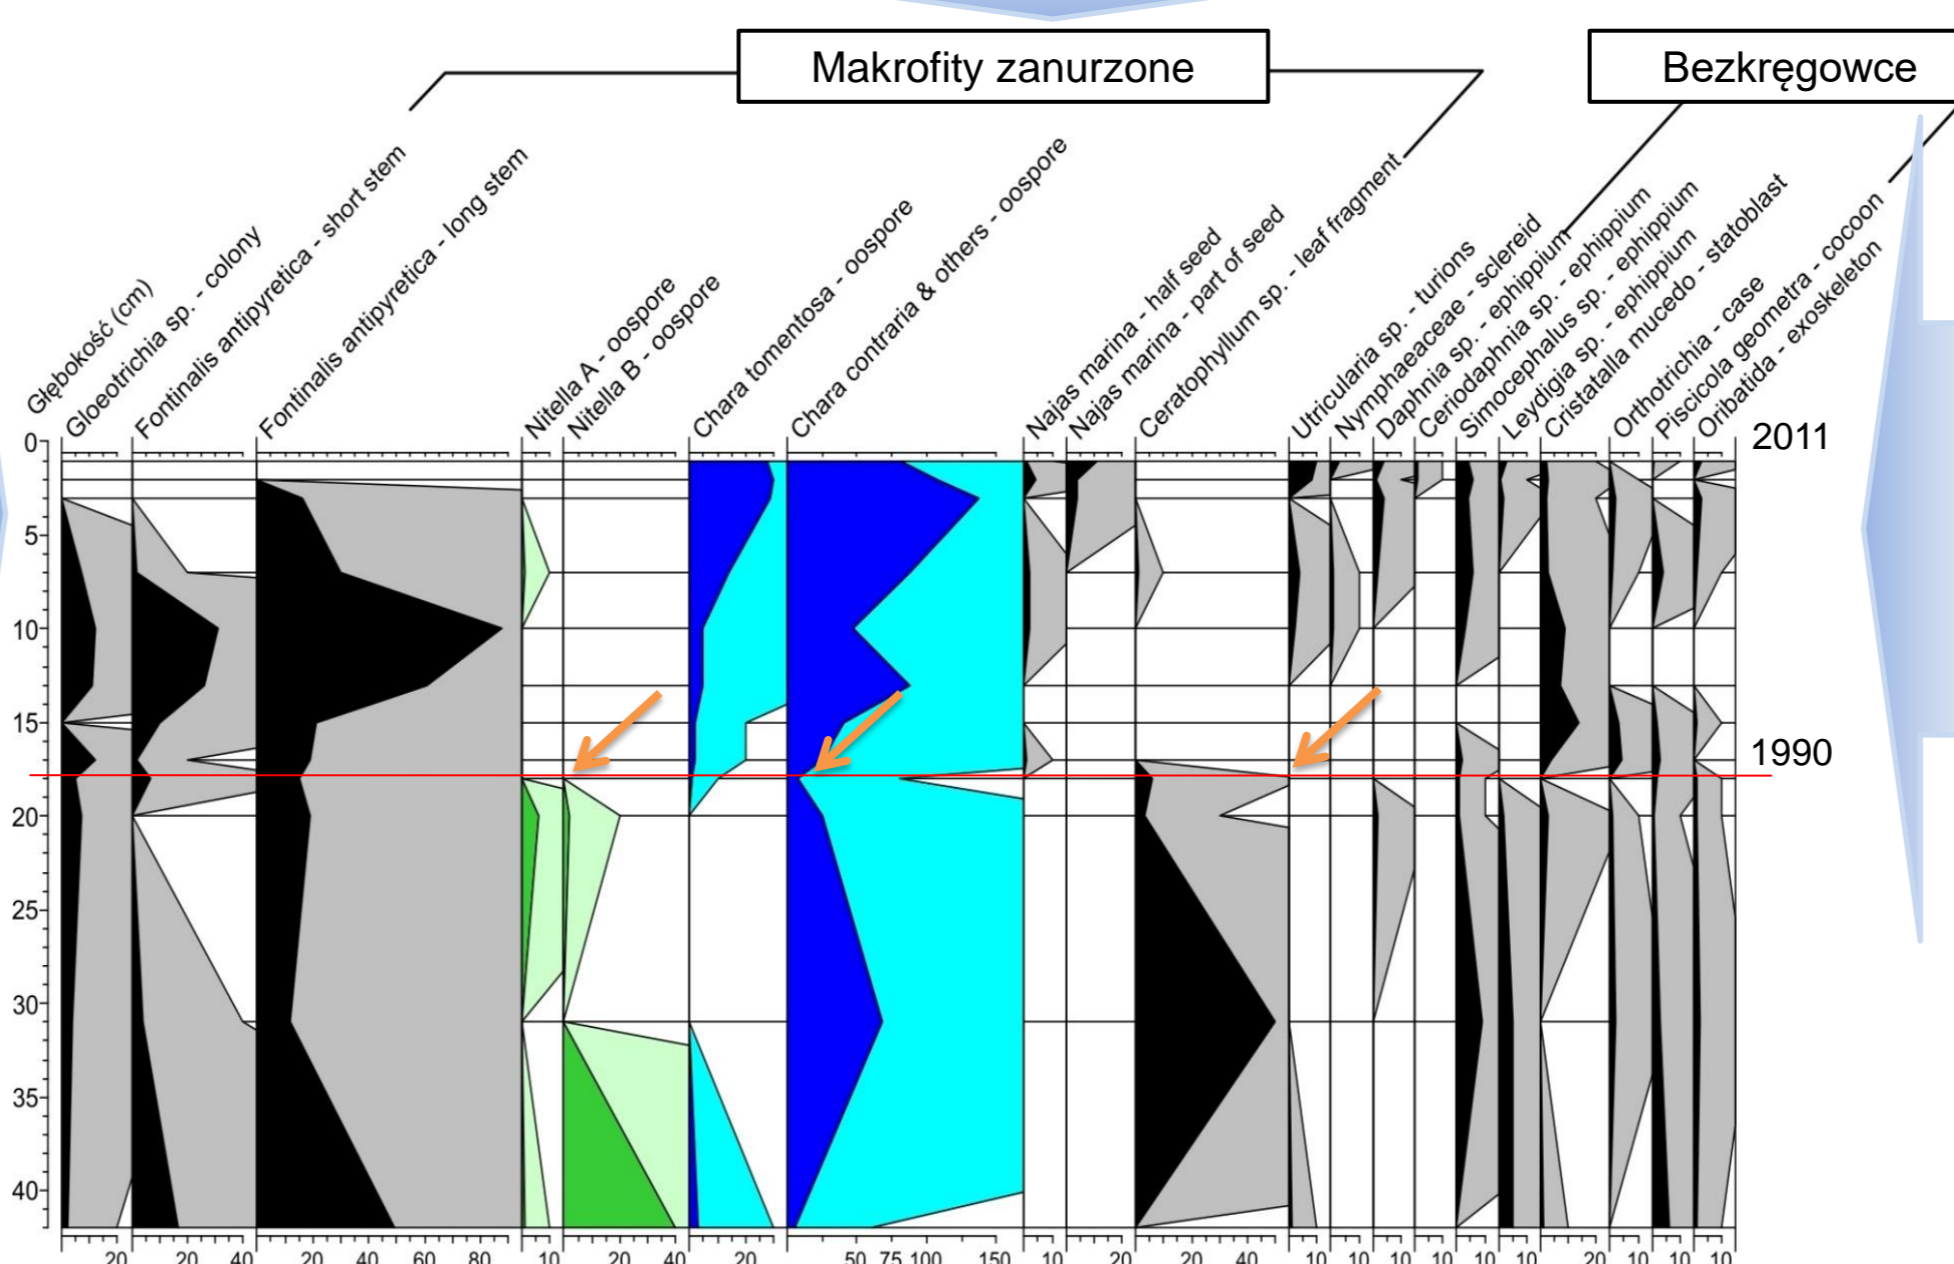 Makrofity zanurzone
Bezkręgowce
Głębokość (cm)
Gloeotrichia sp. - colony
Fontinalis antipyretica - short stem
Fontinalis antipyretica - long stem
Nitella A - oospore
Nitella B - oospore
Chara tomentosa - oospore
Chara contraria & others - oospore
Najas marina - half seed
Najas marina - part of seed
Ceratophyllum sp. - leaf fragment
Utricularia sp. - turions
Nymphaeaceae - sclereid
Daphnia sp. - ephippium
Ceriodaphnia sp. - ephippium
Simocephalus sp. - ephippium
Leydigia sp. - ephippium
Cristatalla mucedo - statoblast
Orthotrichia - case
Piscicola geometra - cocoon
Oribatida - exoskeleton
0
2011
5
10
15
1990
20
25
30
35
40
20 20 40 20 40 60 80 10 20 40 20 50 75 100 150 10 20 20 40 10 10 10 10 10 10 20 10 10 10